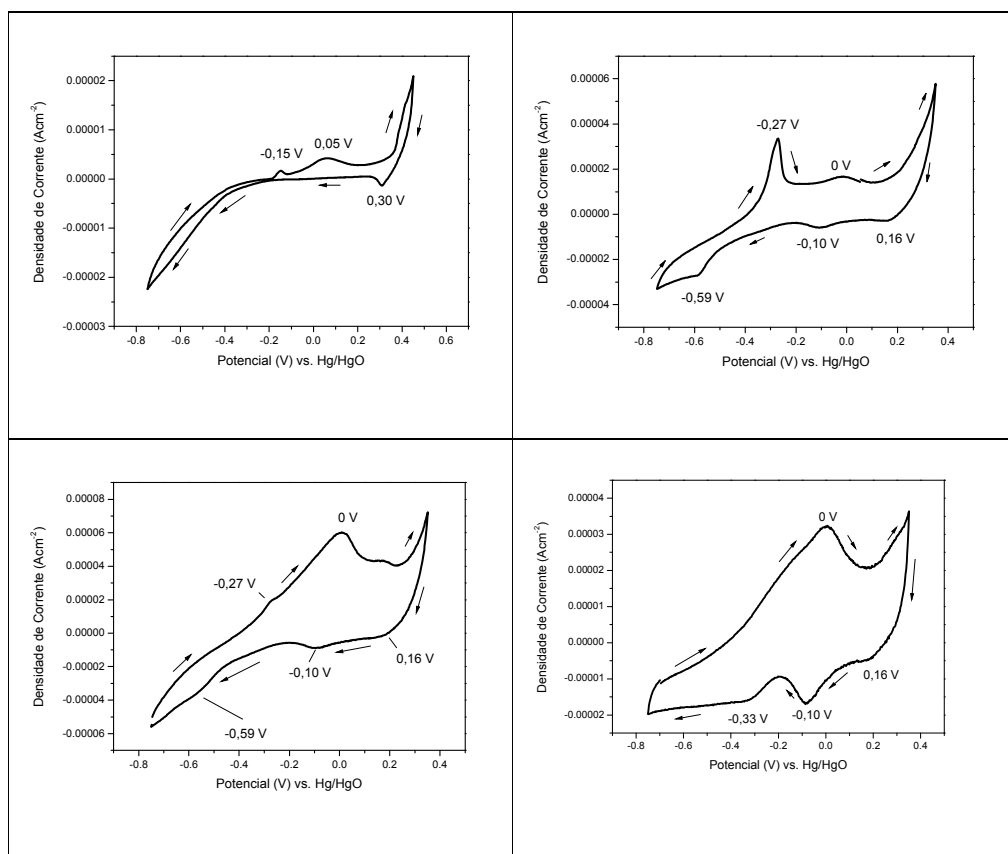 0.00002
0.00001
0.00000
-0.00001
-0.00002
-0.00003
Densidade de Corrente (Acm-2)
-0,15 V
0,05 V
0,30 V
-0.8 -0.6 -0.4 -0.2 0.0 0.2 0.4 0.6
Potencial (V) vs. Hg/HgO
0.00006
0.00004
0.00002
0.00000
-0.00002
-0.00004
Densidade de Corrente (Acm-2)
-0,27 V
0 V
-0,10 V
0,16 V
-0,59 V
-0.8 -0.6 -0.4 -0.2 0.0 0.2 0.4
Potencial (V) vs. Hg/HgO
0.00008
0.00006
0.00004
0.00002
0.00000
-0.00002
-0.00004
-0.00006
Densidade de Corrente (Acm-2)
0 V
-0,27 V
0,16 V
-0,10 V
-0,59 V
-0.8 -0.6 -0.4 -0.2 0.0 0.2 0.4
Potencial (V) vs. Hg/HgO
0.00004
0.00003
0.00002
0.00001
0.00000
-0.00001
-0.00002
Densidade de Corrente (Acm-2)
0 V
0,16 V
-0,33 V
-0,10 V
-0.8 -0.6 -0.4 -0.2 0.0 0.2 0.4
Potencial (V) vs. Hg/HgO